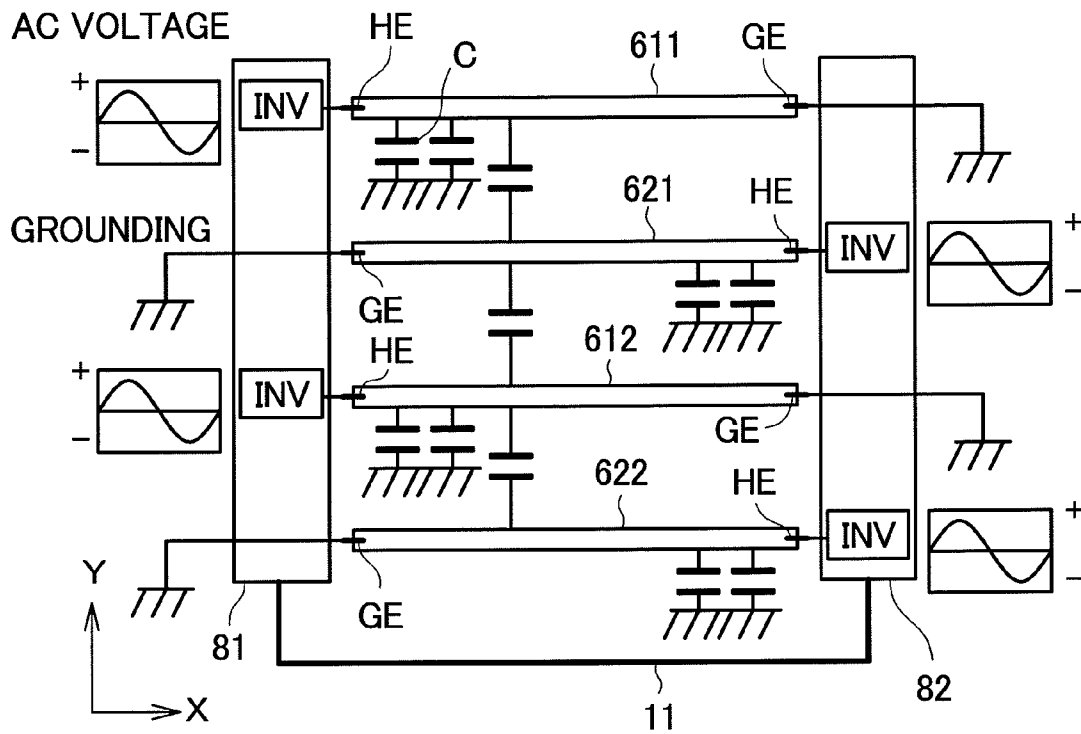 AC VOLTAGE
HE
C
611
GE
+
−
INV
621
HE
GROUNDING
INV
+
−
GE
HE
612
+
−
INV
GE
622
HE
INV
+
−
GE
Y
X
81
11
82